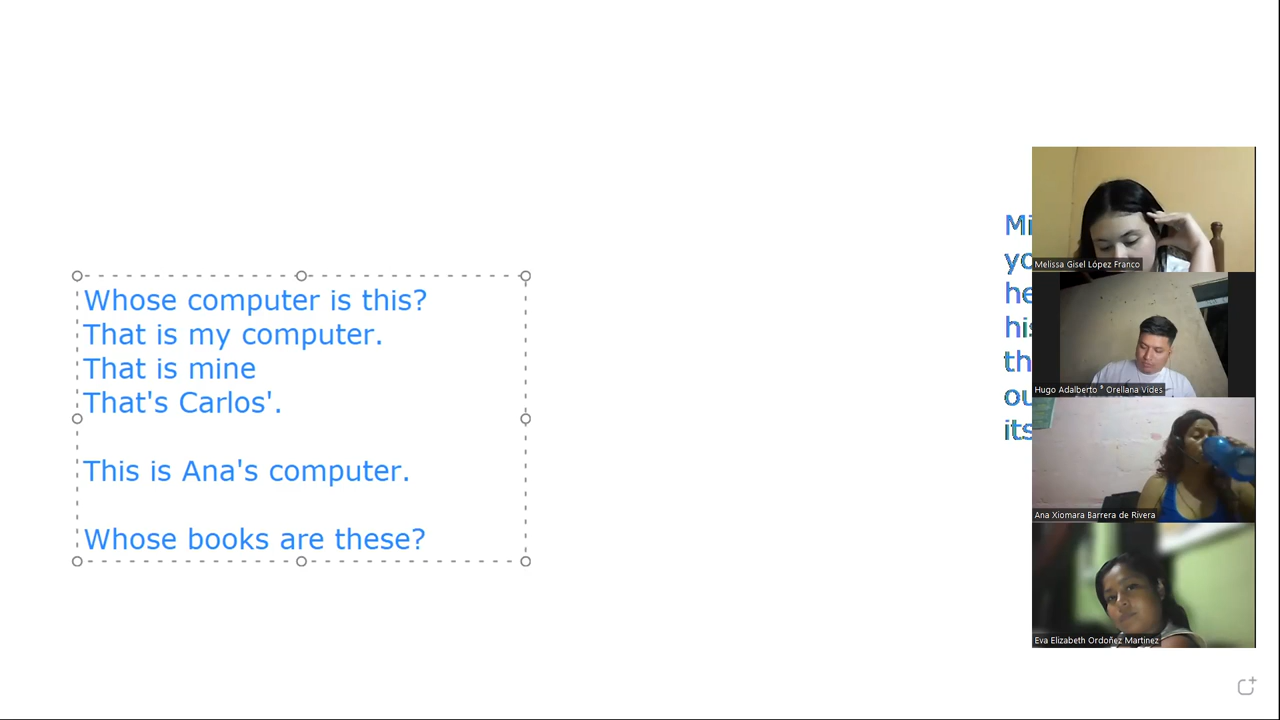 Whose computer is this?
That is my computer.
That is mine
That's Carlos'.
This is Ana's computer.
Whose books are these?
Melissa Gisel López Franco
Hugo Adalberto * Orellana Vides
Ana Xiomara Barrera de Rivera
Eva Elizabeth Ordoñez Martinez